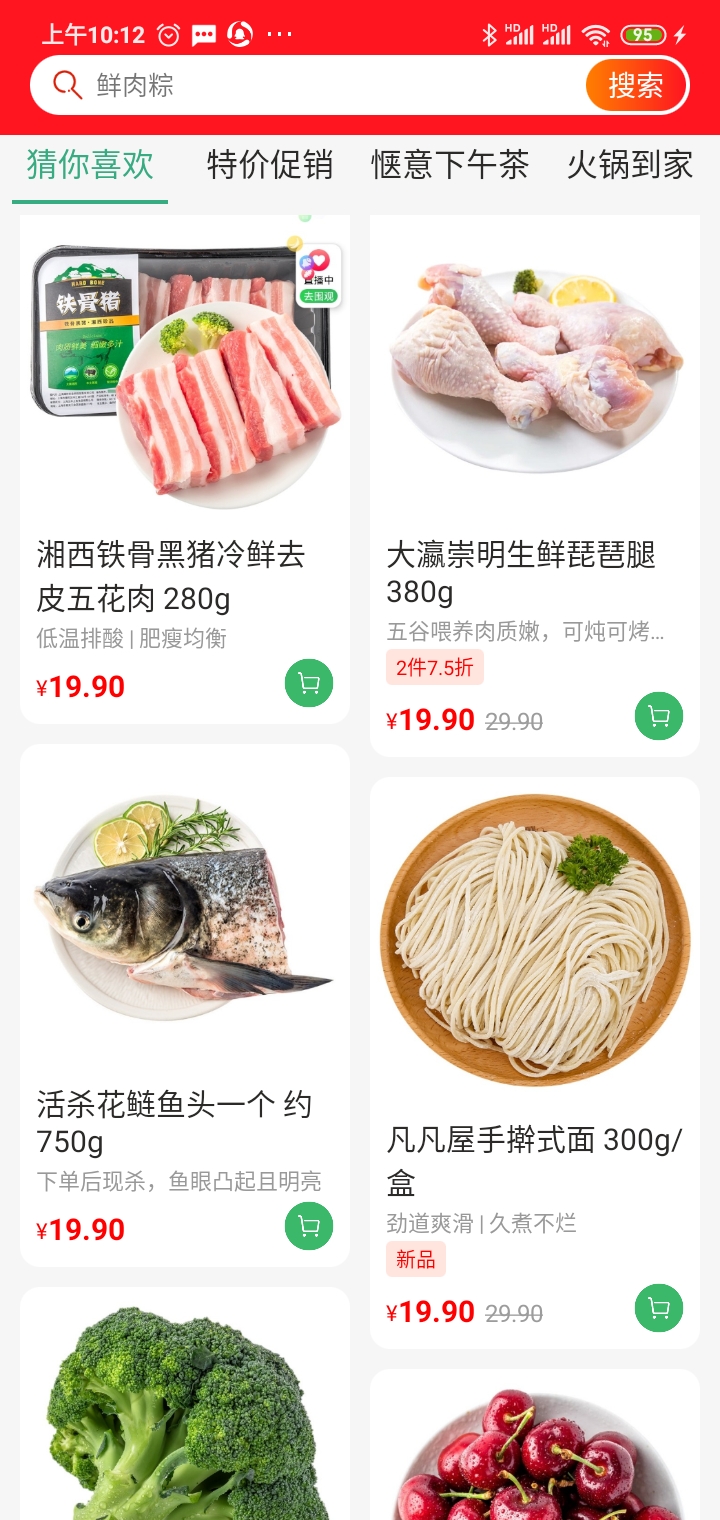 上午10:12
HD
HD
95
鲜肉粽
搜索
猜你喜欢
特价促销
惬意下午茶
火锅到家
铁骨猪
直播中
去围观
湘西铁骨黑猪冷鲜去
皮五花肉 280g
低温排酸 | 肥瘦均衡
¥19.90
大瀛崇明生鲜琵琶腿
380g
五谷喂养肉质嫩，可炖可烤...
2件7.5折
¥19.90 29.90
活杀花鲢鱼头一个 约
750g
下单后现杀，鱼眼凸起且明亮
¥19.90
凡凡屋手擀式面 300g/
盒
劲道爽滑 | 久煮不烂
新品
¥19.90 29.90